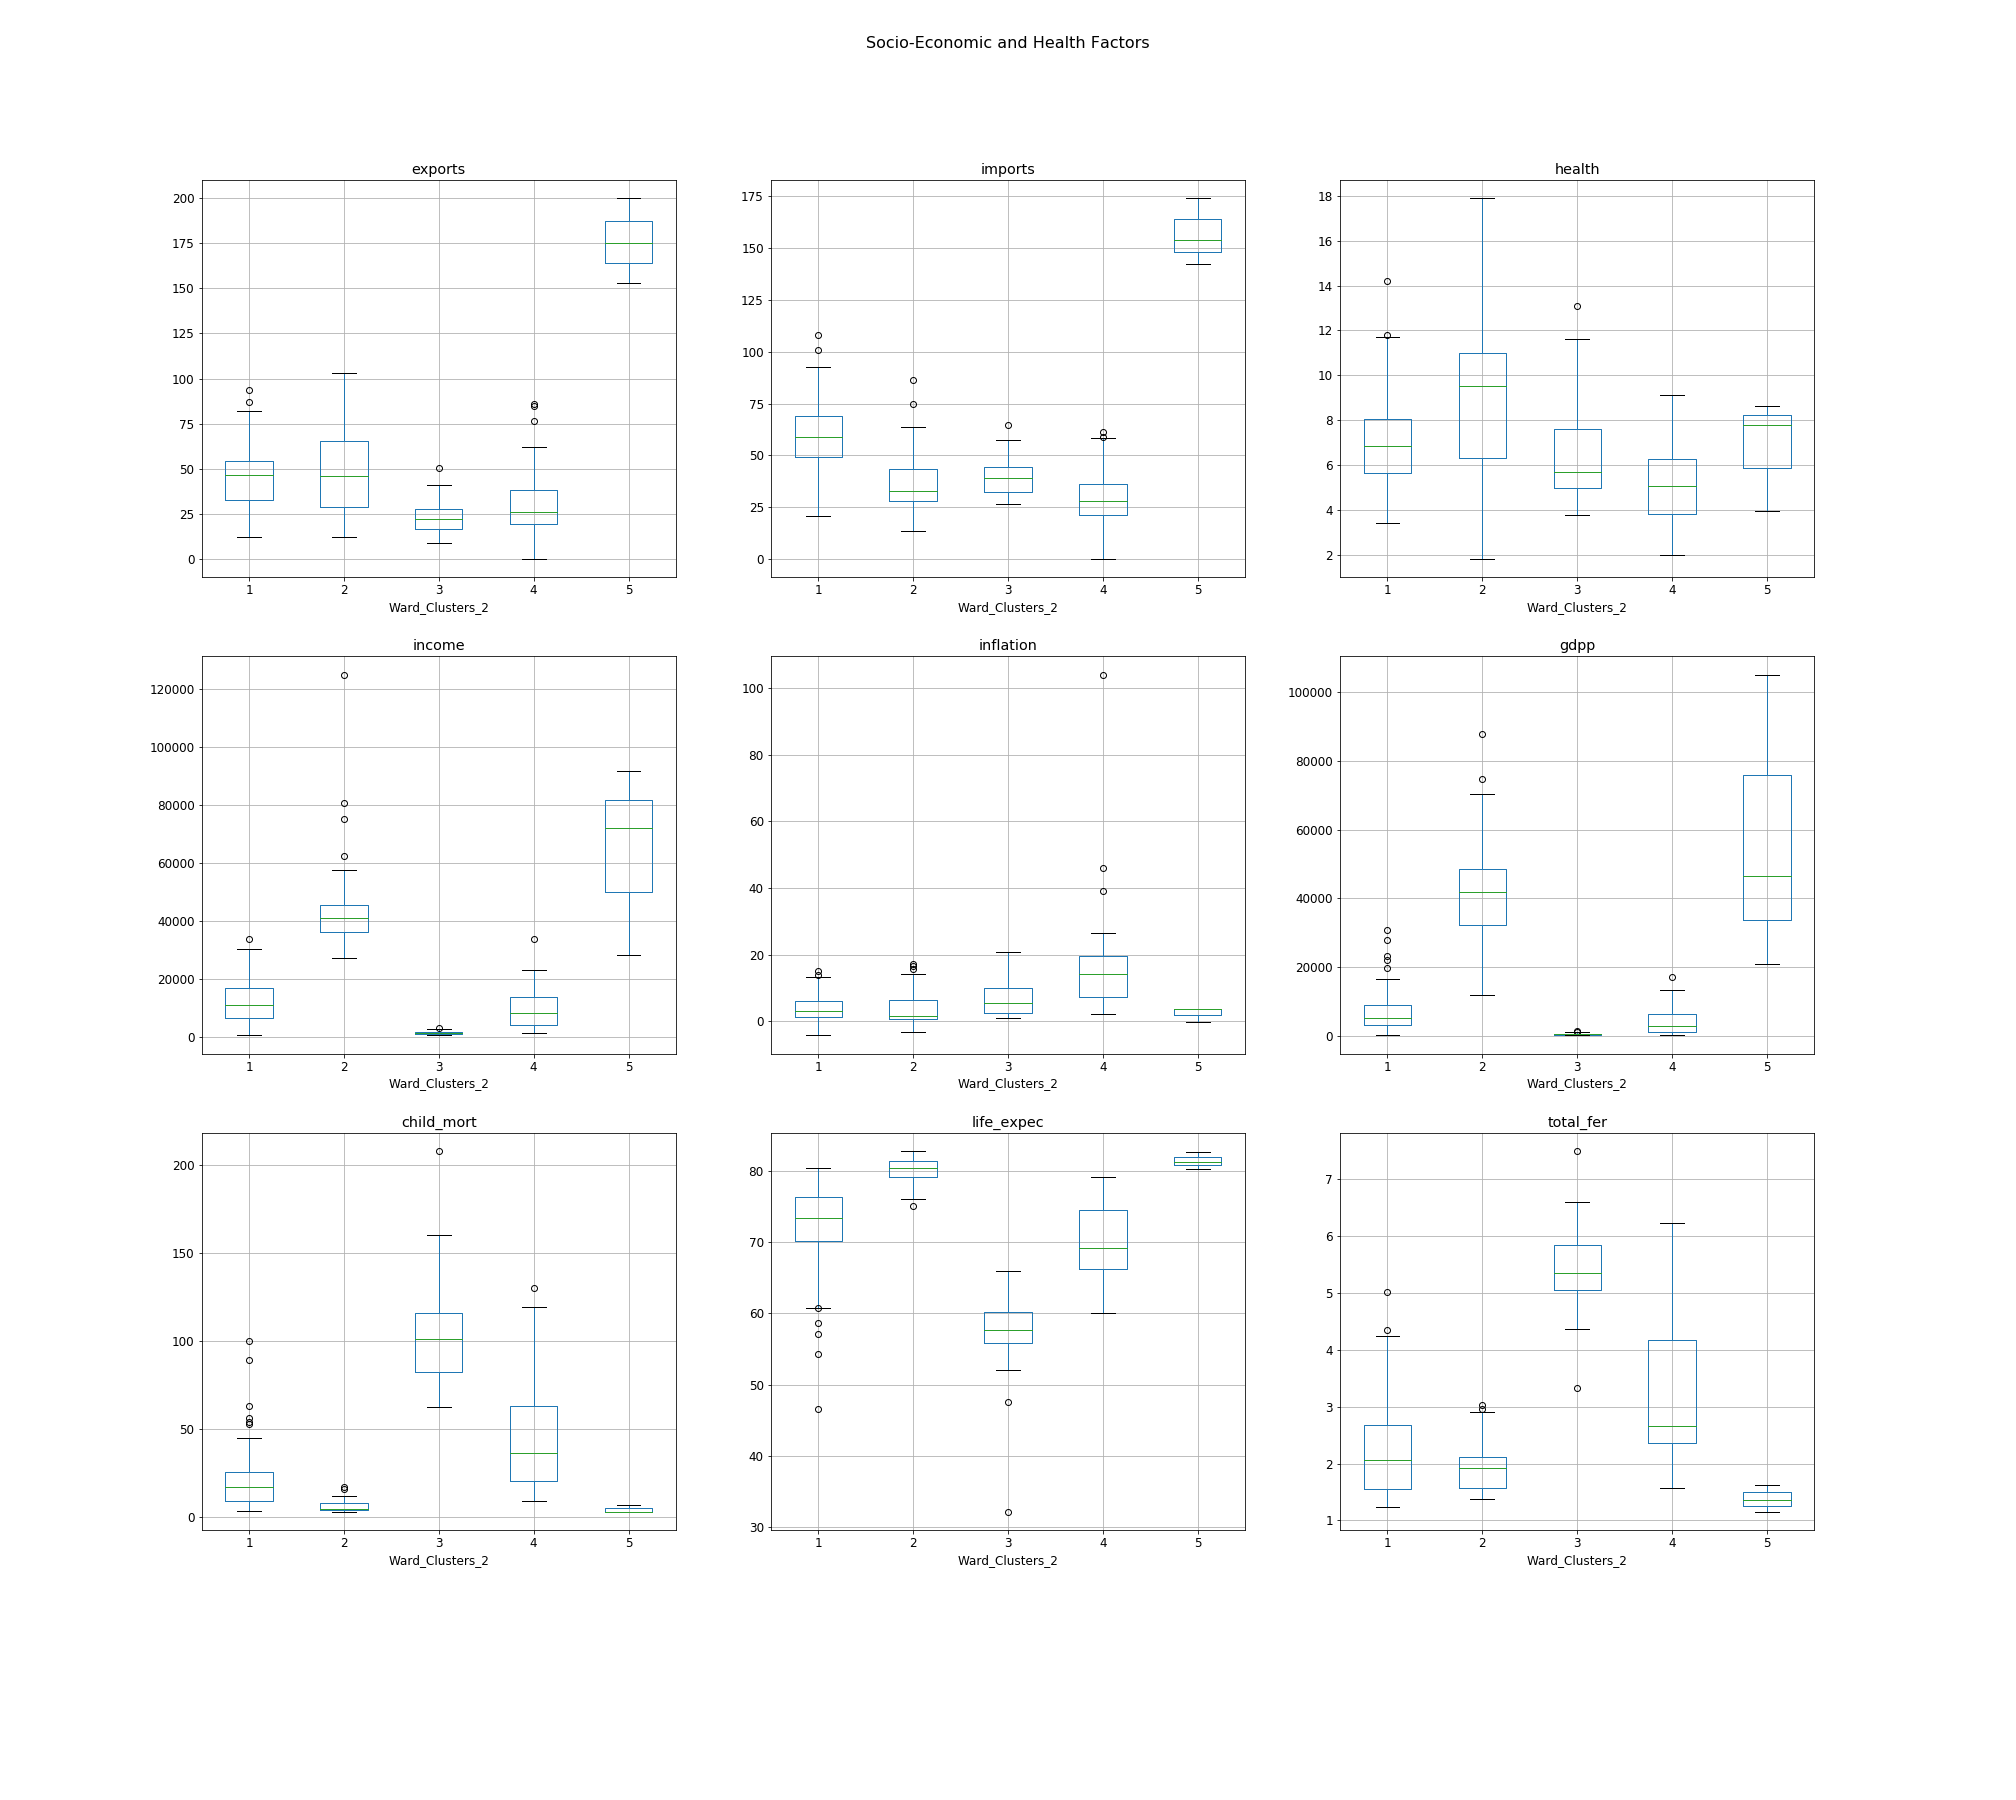 Socio-Economic and Health Factors
exports
200
175
150
125
100
75
50
25
0
1 2 3 4 5
Ward_Clusters_2
imports
175
150
125
100
75
50
25
0
1 2 3 4 5
Ward_Clusters_2
health
18
16
14
12
10
8
6
4
2
1 2 3 4 5
Ward_Clusters_2
income
120000
100000
80000
60000
40000
20000
0
1 2 3 4 5
Ward_Clusters_2
inflation
100
80
60
40
20
0
1 2 3 4 5
Ward_Clusters_2
gdpp
100000
80000
60000
40000
20000
0
1 2 3 4 5
Ward_Clusters_2
child_mort
200
150
100
50
0
1 2 3 4 5
Ward_Clusters_2
life_expec
80
70
60
50
40
30
1 2 3 4 5
Ward_Clusters_2
total_fer
7
6
5
4
3
2
1
1 2 3 4 5
Ward_Clusters_2